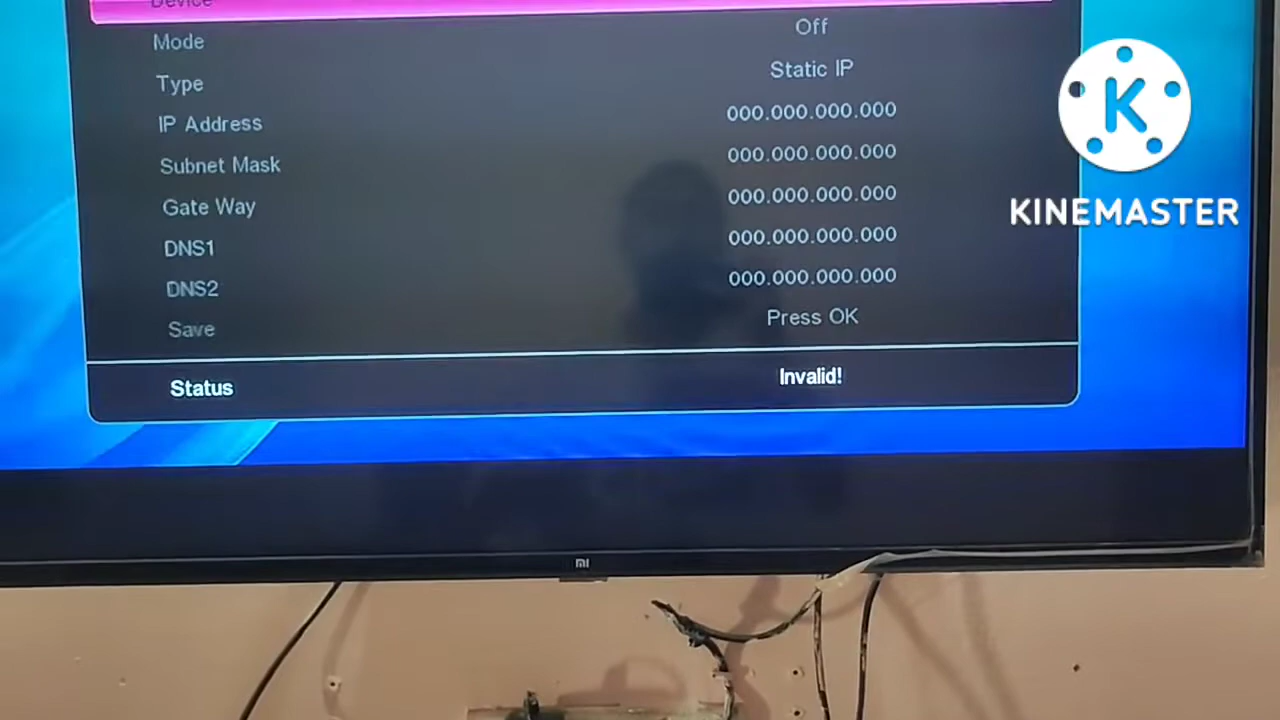 Device
Mode Off
Type Static IP
IP Address 000.000.000.000
Subnet Mask 000.000.000.000
Gate Way 000.000.000.000
DNS1 000.000.000.000
DNS2 000.000.000.000
Save Press OK
Status Invalid!
K
KINEMASTER
mi